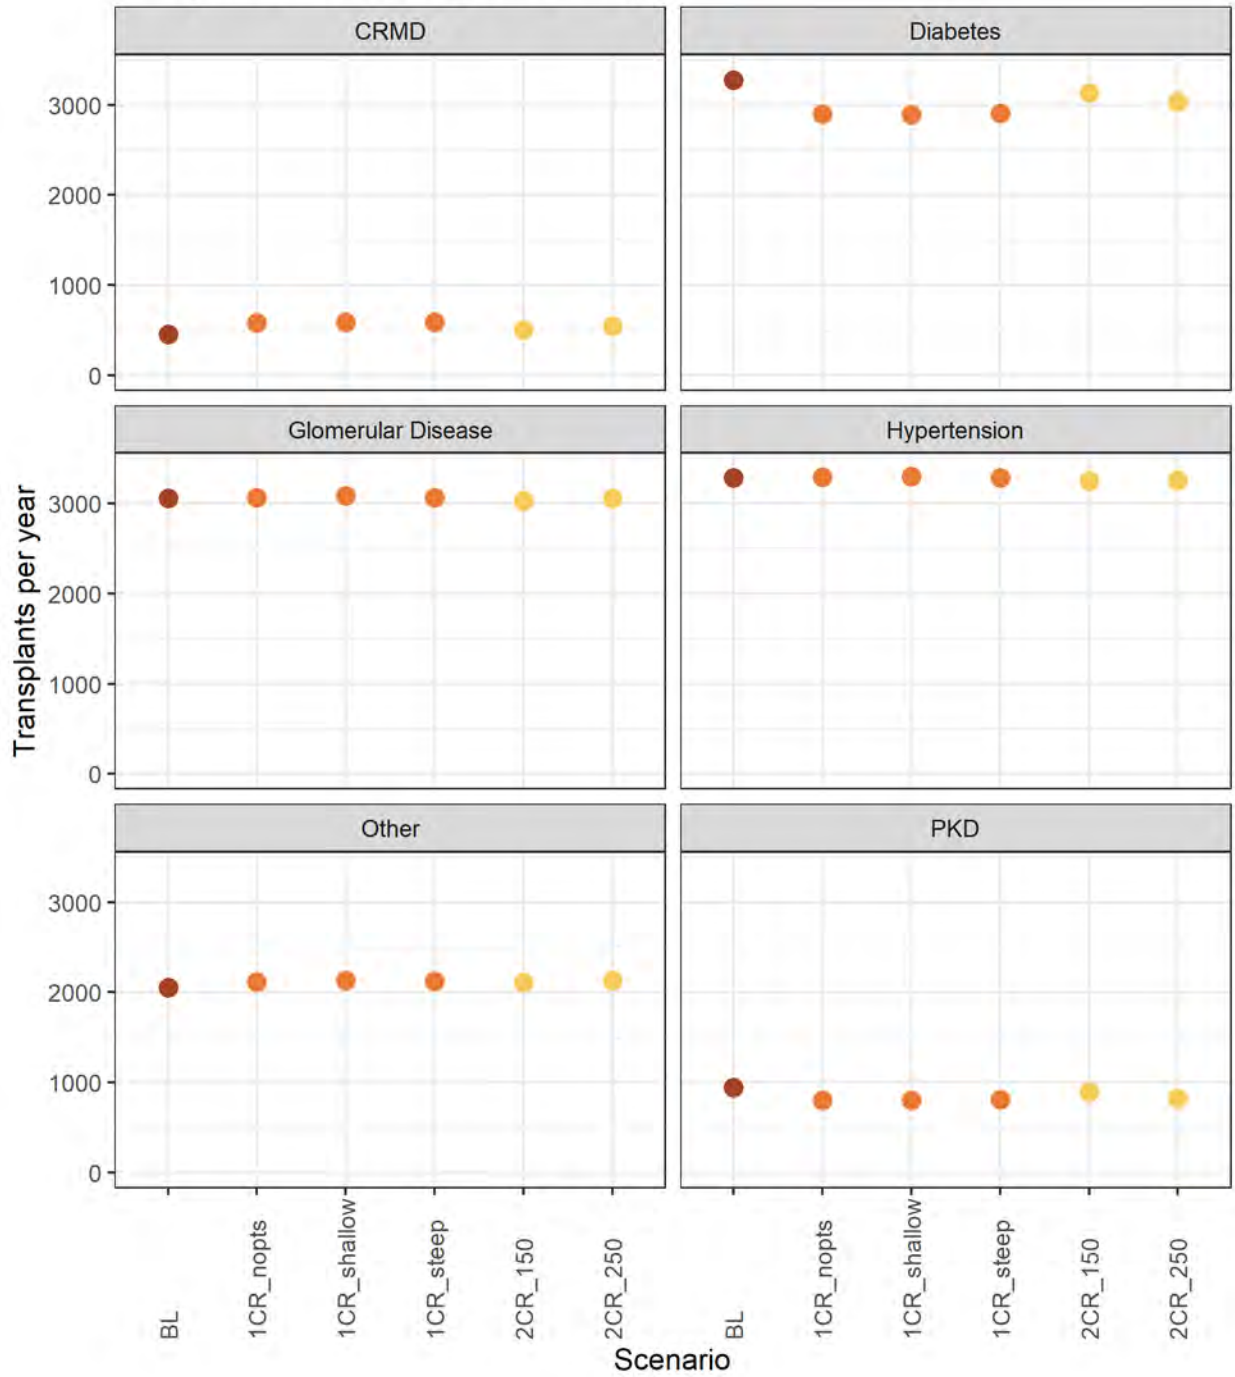 CRMD
Diabetes
3000
2000
1000
0
Glomerular Disease
Hypertension
3000
2000
1000
0
Other
PKD
3000
2000
1000
0
Transplants per year
BL
1CR_nopts
1CR_shallow
1CR_steep
2CR_150
2CR_250
BL
1CR_nopts
1CR_shallow
1CR_steep
2CR_150
2CR_250
Scenario